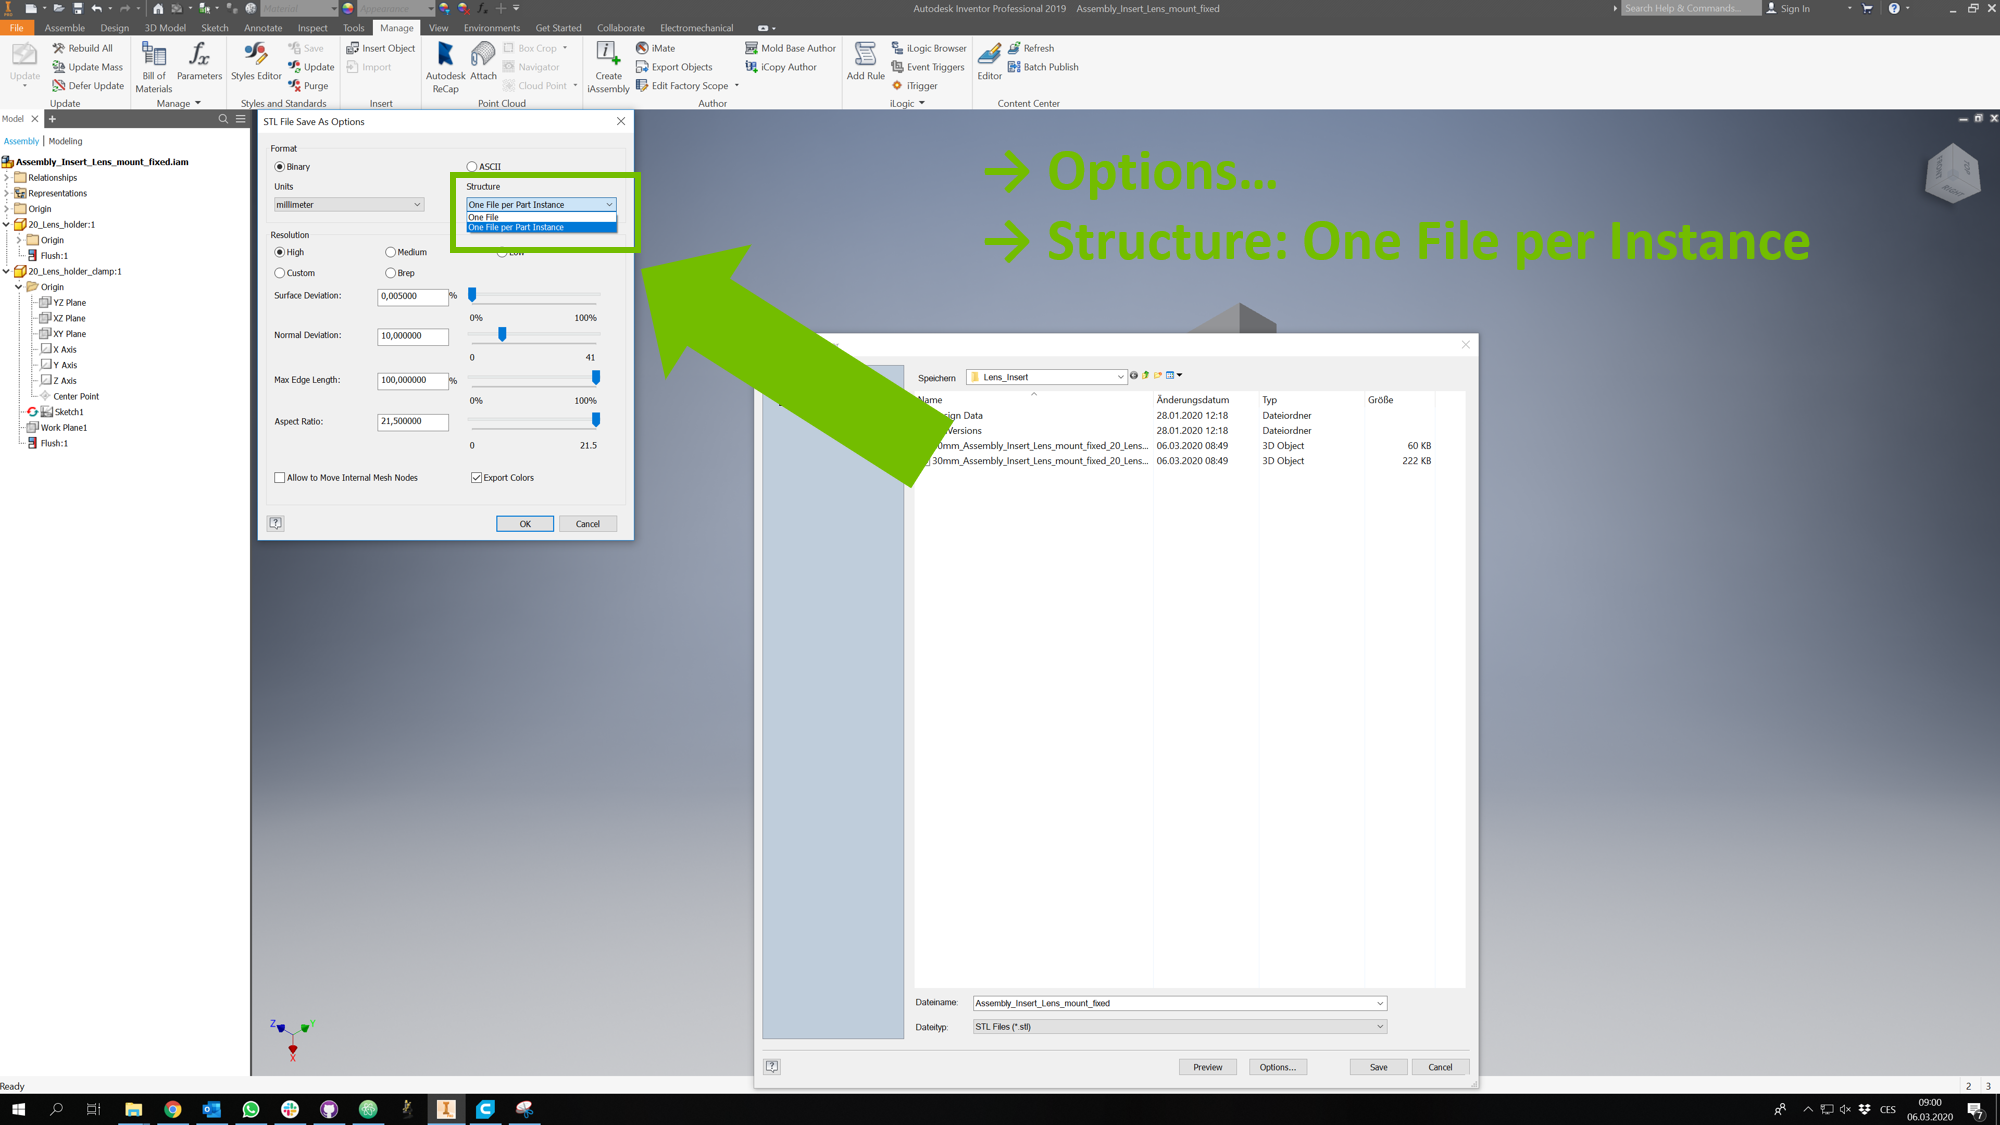 Material
Appearance
Autodesk Inventor Professional 2019 Assembly_Insert_Lens_mount_fixed
Search Help & Commands...
Sign In
File Assemble Design 3D Model Sketch Annotate Inspect Tools Manage View Environments Get Started Collaborate Electromechanical
Update
Rebuild All
Update Mass
Defer Update
Update
Bill of Materials
Parameters
Manage
Styles Editor
Save
Update
Purge
Styles and Standards
Insert Object
Import
Insert
Autodesk ReCap
Attach
Box Crop
Navigator
Cloud Point
Point Cloud
Create iAssembly
iMate
Export Objects
Edit Factory Scope
Mold Base Author
iCopy Author
Author
Add Rule
iLogic Browser
Event Triggers
iTrigger
iLogic
Editor
Refresh
Batch Publish
Content Center
Model
Assembly | Modeling
Assembly_Insert_Lens_mount_fixed.iam
Relationships
Representations
Origin
20_Lens_holder:1
Origin
Flush:1
20_Lens_holder_clamp:1
Origin
YZ Plane
XZ Plane
XY Plane
X Axis
Y Axis
Z Axis
Center Point
Sketch1
Work Plane1
Flush:1
STL File Save As Options
Format
Binary
ASCII
Units
Structure
millimeter
One File per Part Instance
One File
One File per Part Instance
Resolution
High
Medium
Custom
Brep
Surface Deviation:
0,005000
%
0%
100%
Normal Deviation:
10,000000
0
41
Max Edge Length:
100,000000
%
0%
100%
Aspect Ratio:
21,500000
0
21.5
Allow to Move Internal Mesh Nodes
Export Colors
OK
Cancel
→ Options...
→ Structure: One File per Instance
FRONT
RIGHT
Speichern
Lens_Insert
Name Änderungsdatum Typ Größe
Data 28.01.2020 12:18 Dateiordner
Versions 28.01.2020 12:18 Dateiordner
0mm_Assembly_Insert_Lens_mount_fixed_20_Lens... 06.03.2020 08:49 3D Object 60 KB
30mm_Assembly_Insert_Lens_mount_fixed_20_Lens... 06.03.2020 08:49 3D Object 222 KB
Dateiname:
Assembly_Insert_Lens_mount_fixed
Dateityp:
STL Files (*.stl)
Preview
Options...
Save
Cancel
Z
Y
X
Ready
2 3
CES
09:00
06.03.2020
7